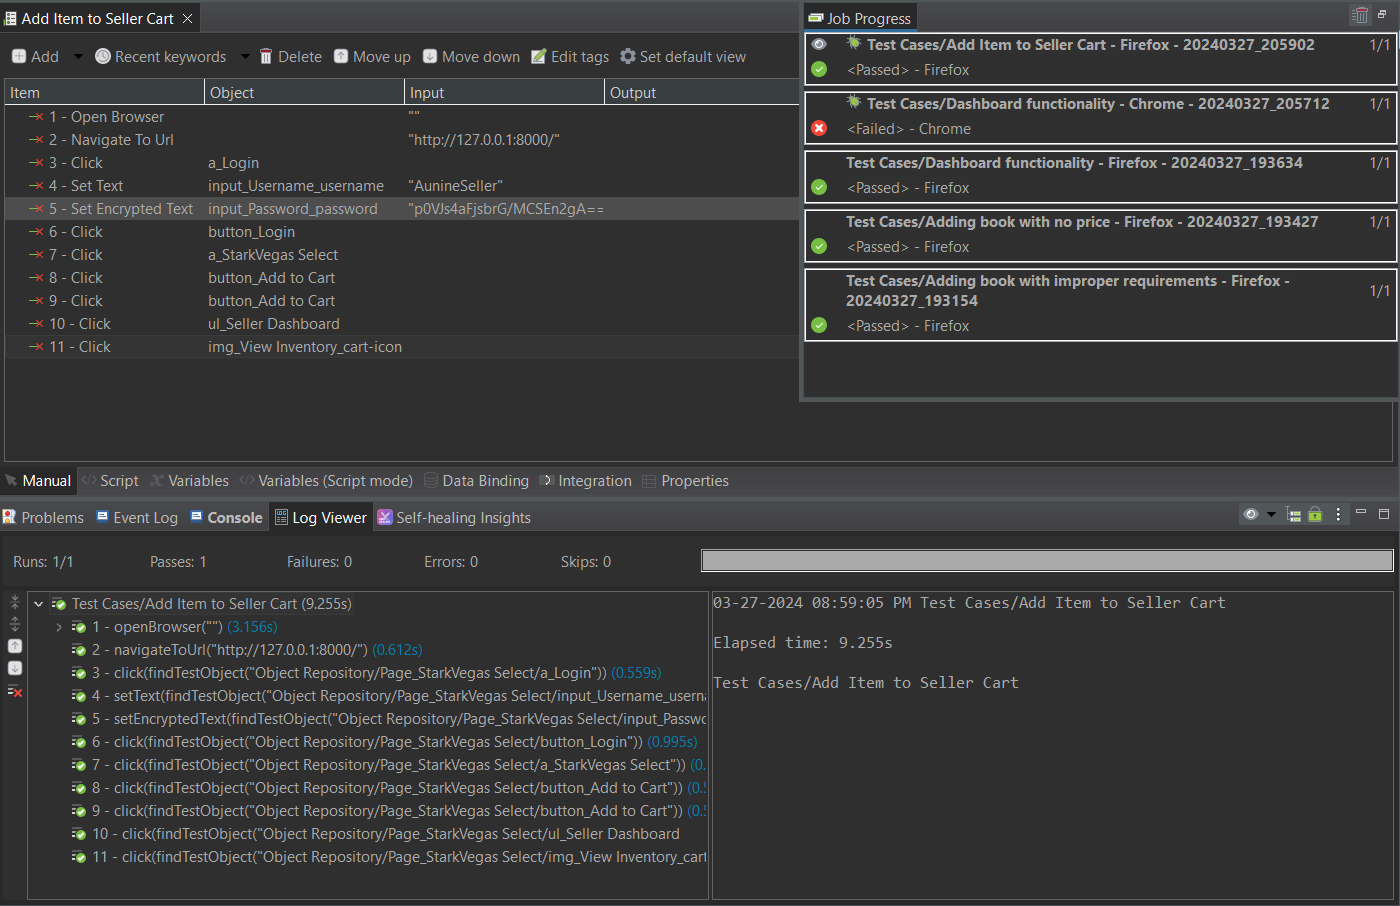 Add Item to Seller Cart
Add Recent keywords Delete Move up Move down Edit tags Set default view
Item Object Input Output
1 - Open Browser ""
2 - Navigate To Url "http://127.0.0.1:8000/"
3 - Click a_Login
4 - Set Text input_Username_username "AunineSeller"
5 - Set Encrypted Text input_Password_password "p0VJs4aFjsbrG/MCSEn2gA==
6 - Click button_Login
7 - Click a_StarkVegas Select
8 - Click button_Add to Cart
9 - Click button_Add to Cart
10 - Click ul_Seller Dashboard
11 - Click img_View Inventory_cart-icon
Job Progress
Test Cases/Add Item to Seller Cart - Firefox - 20240327_205902 1/1
<Passed> - Firefox
Test Cases/Dashboard functionality - Chrome - 20240327_205712 1/1
<Failed> - Chrome
Test Cases/Dashboard functionality - Firefox - 20240327_193634 1/1
<Passed> - Firefox
Test Cases/Adding book with no price - Firefox - 20240327_193427 1/1
<Passed> - Firefox
Test Cases/Adding book with improper requirements - Firefox -
20240327_193154 1/1
<Passed> - Firefox
Manual Script Variables Variables (Script mode) Data Binding Integration Properties
Problems Event Log Console Log Viewer Self-healing Insights
Runs: 1/1 Passes: 1 Failures: 0 Errors: 0 Skips: 0
Test Cases/Add Item to Seller Cart (9.255s)
1 - openBrowser("") (3.156s)
2 - navigateToUrl("http://127.0.0.1:8000/") (0.612s)
3 - click(findTestObject("Object Repository/Page_StarkVegas Select/a_Login")) (0.559s)
4 - setText(findTestObject("Object Repository/Page_StarkVegas Select/input_Username_userna
5 - setEncryptedText(findTestObject("Object Repository/Page_StarkVegas Select/input_Passwo
6 - click(findTestObject("Object Repository/Page_StarkVegas Select/button_Login")) (0.995s)
7 - click(findTestObject("Object Repository/Page_StarkVegas Select/a_StarkVegas Select")) (0.
8 - click(findTestObject("Object Repository/Page_StarkVegas Select/button_Add to Cart")) (0.5
9 - click(findTestObject("Object Repository/Page_StarkVegas Select/button_Add to Cart")) (0.5
10 - click(findTestObject("Object Repository/Page_StarkVegas Select/ul_Seller Dashboard
11 - click(findTestObject("Object Repository/Page_StarkVegas Select/img_View Inventory_cart
03-27-2024 08:59:05 PM Test Cases/Add Item to Seller Cart
Elapsed time: 9.255s
Test Cases/Add Item to Seller Cart